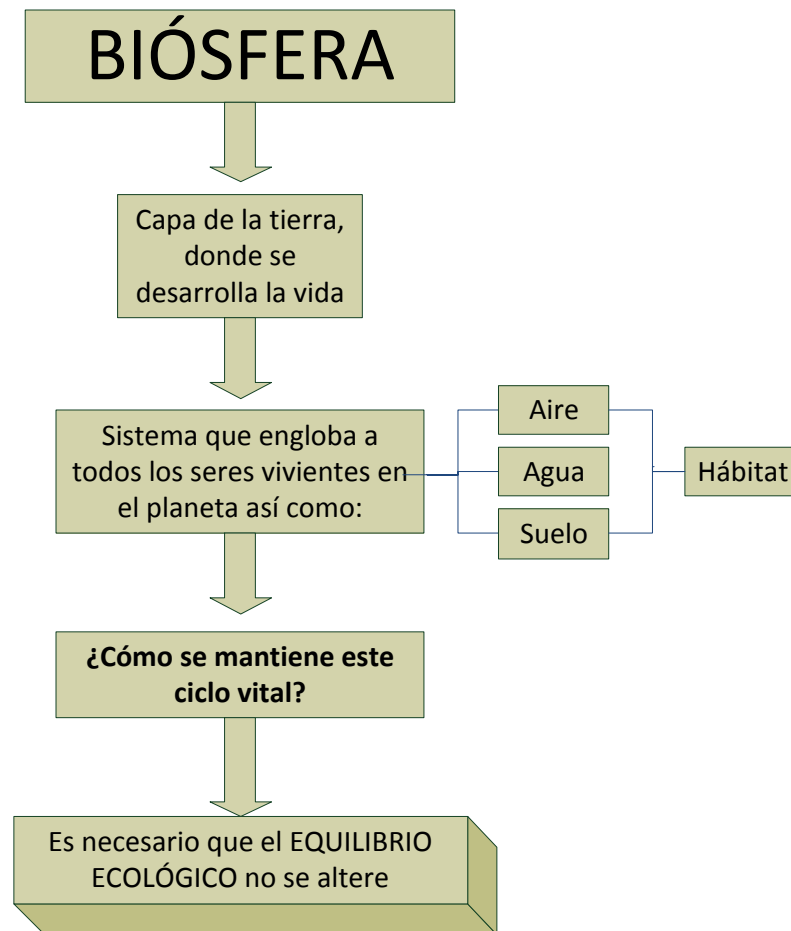 BIÓSFERA
Capa de la tierra,
donde se
desarrolla la vida
Sistema que engloba a
todos los seres vivientes en
el planeta así como:
Aire
Agua
Suelo
Hábitat
¿Cómo se mantiene este
ciclo vital?
Es necesario que el EQUILIBRIO
ECOLÓGICO no se altere